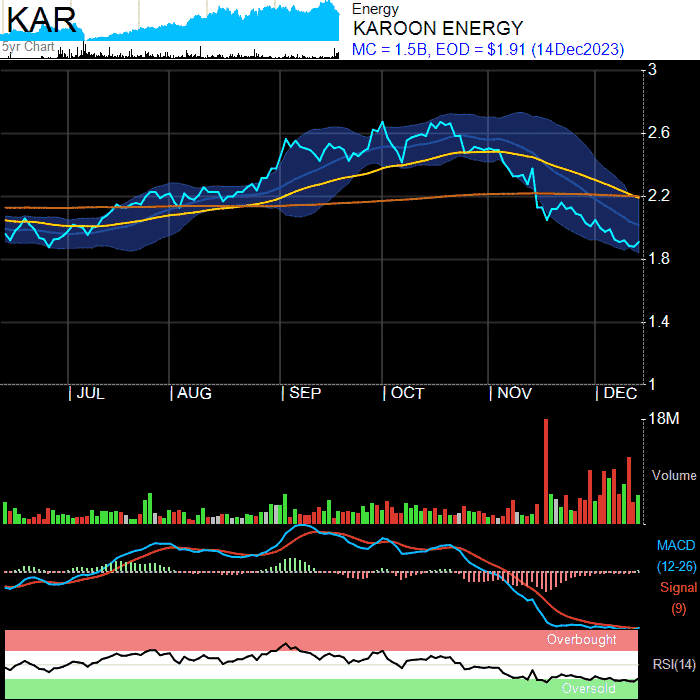 KAR
5yr Chart
Energy
KAROON ENERGY
MC = 1.5B, EOD = $1.91 (14Dec2023)
3
2.6
2.2
1.8
1.4
1
| JUL | AUG | SEP | OCT | NOV | DEC
18M
Volume
MACD
(12-26)
Signal
(9)
Overbought
RSI(14)
Oversold